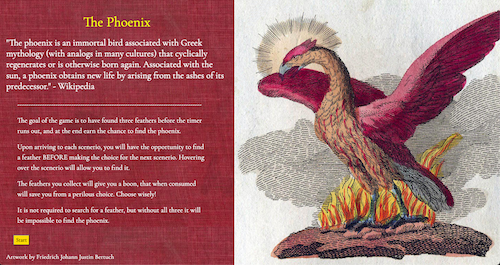 The Phoenix
"The phoenix is an immortal bird associated with Greek
mythology (with analogs in many cultures) that cyclically
regenerates or is otherwise born again. Associated with the
sun, a phoenix obtains new life by arising from the ashes of its
predecessor." - Wikipedia
The goal of the game is to have found three feathers before the timer
runs out, and at the end earn the chance to find the phoenix.
Upon arriving to each scenario, you will have the opportunity to find
a feather BEFORE making the choice for the next scenario. Hovering
over the scenario will allow you to find it.
The feathers you collect will give you a boon, that when consumed
will save you from a perilous choice. Choose wisely!
It is not required to search for a feather, but without all three it will
be impossible to find the phoenix.
Start
Artwork by Friedrich Johann Justin Bertuch